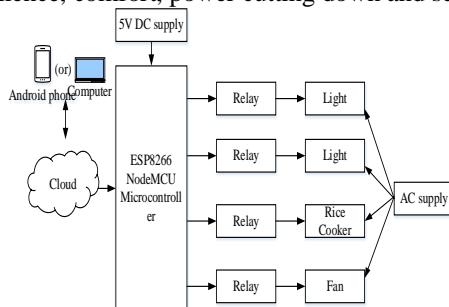 5V DC supply
(or)
Android phone
Computer
Cloud
ESP8266
NodeMCU
Microcontroll
er
Relay
Light
Relay
Light
Relay
Rice
Cooker
Relay
Fan
AC supply